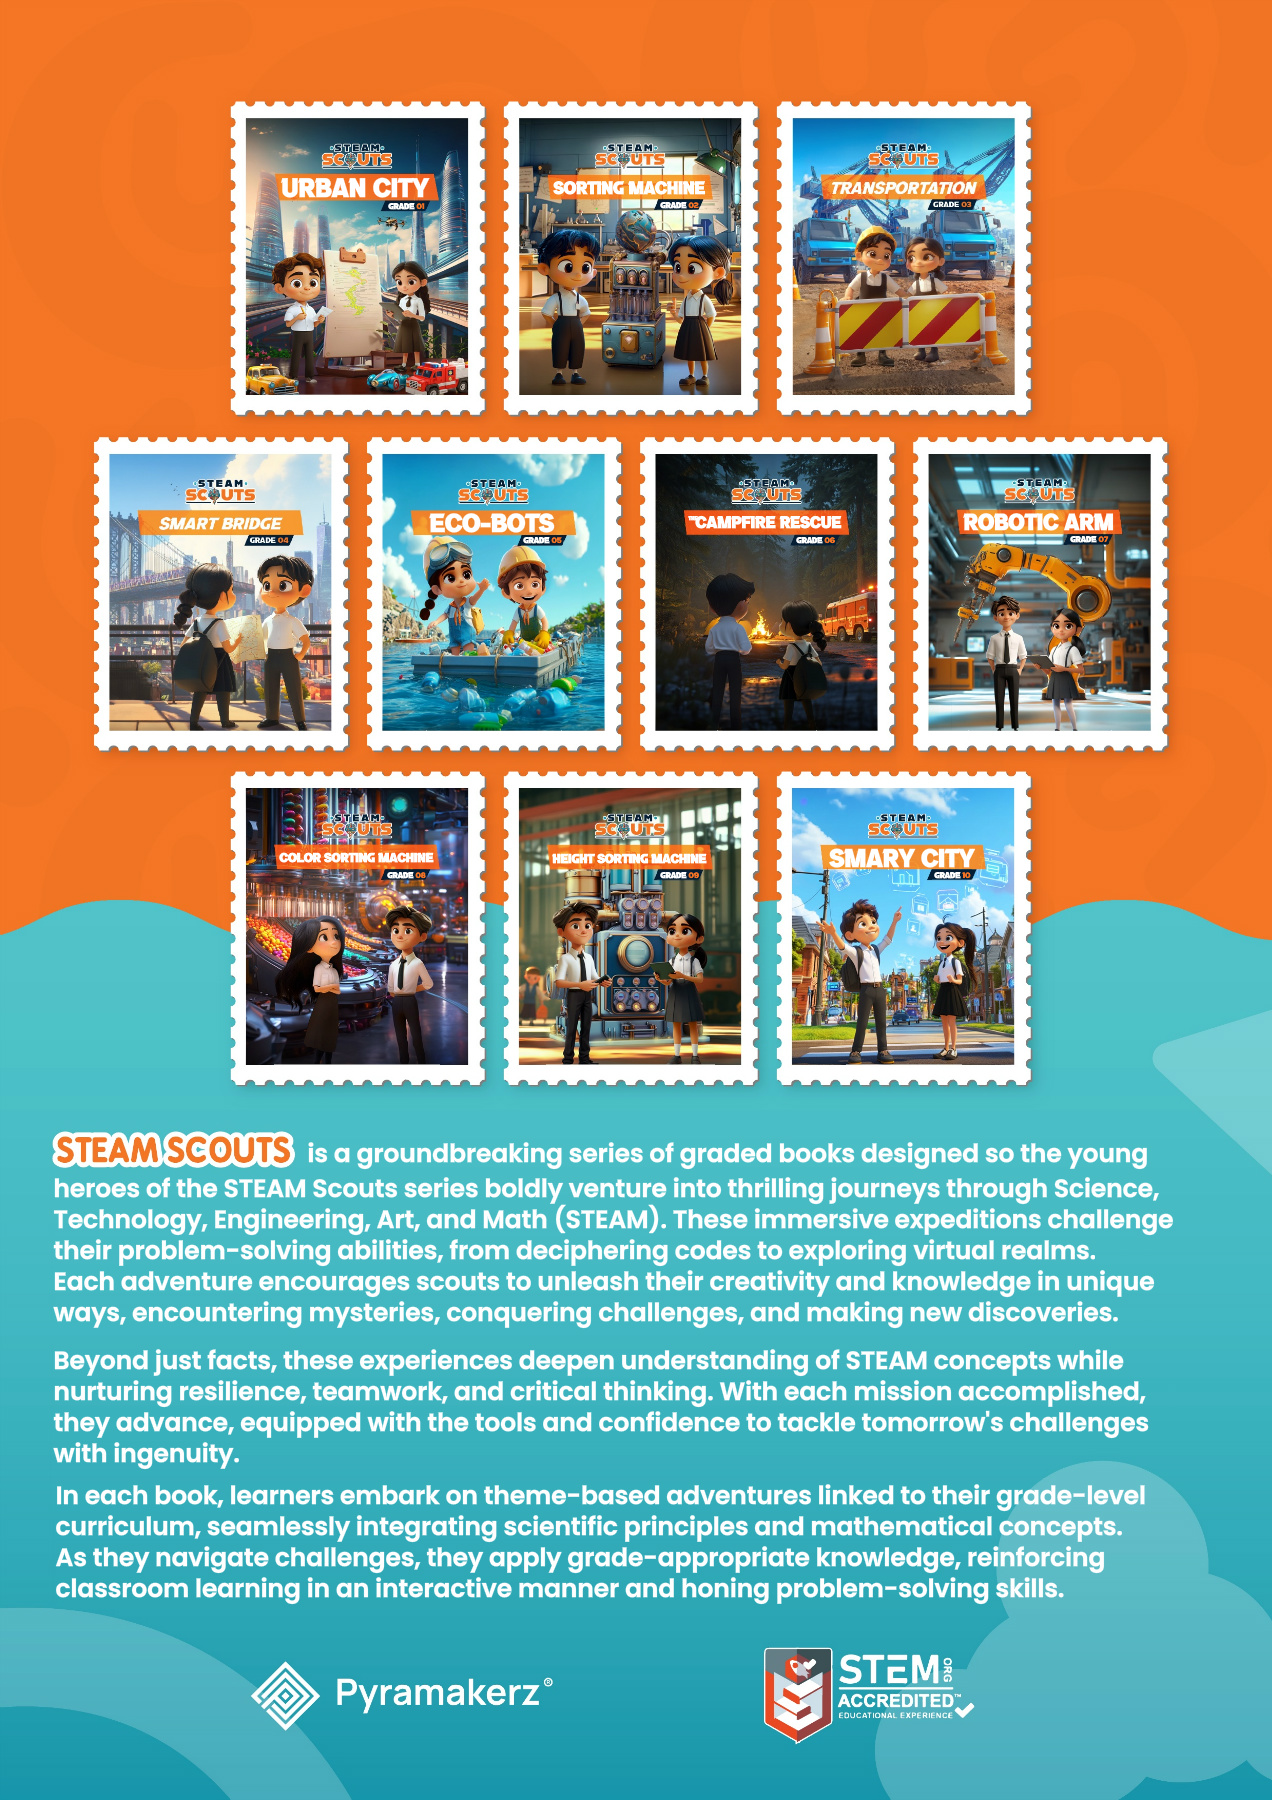 ·STEAM·
SCOUTS
URBAN CITY
GRADE 01
·STEAM·
SCOUTS
SORTING MACHINE
GRADE 02
·STEAM·
SCOUTS
TRANSPORTATION
GRADE 03
·STEAM·
SCOUTS
SMART BRIDGE
GRADE 04
·STEAM·
SCOUTS
ECO-BOTS
GRADE 05
·STEAM·
SCOUTS
THE CAMPFIRE RESCUE
GRADE 06
·STEAM·
SCOUTS
ROBOTIC ARM
GRADE 07
·STEAM·
SCOUTS
COLOR SORTING MACHINE
GRADE 08
·STEAM·
SCOUTS
HEIGHT SORTING MACHINE
GRADE 09
·STEAM·
SCOUTS
SMARY CITY
GRADE 10
STEAM SCOUTS is a groundbreaking series of graded books designed so the young
heroes of the STEAM Scouts series boldly venture into thrilling journeys through Science,
Technology, Engineering, Art, and Math (STEAM). These immersive expeditions challenge
their problem-solving abilities, from deciphering codes to exploring virtual realms.
Each adventure encourages scouts to unleash their creativity and knowledge in unique
ways, encountering mysteries, conquering challenges, and making new discoveries.
Beyond just facts, these experiences deepen understanding of STEAM concepts while
nurturing resilience, teamwork, and critical thinking. With each mission accomplished,
they advance, equipped with the tools and confidence to tackle tomorrow's challenges
with ingenuity.
In each book, learners embark on theme-based adventures linked to their grade-level
curriculum, seamlessly integrating scientific principles and mathematical concepts.
As they navigate challenges, they apply grade-appropriate knowledge, reinforcing
classroom learning in an interactive manner and honing problem-solving skills.
Pyramakerz®
STEM.ORG
ACCREDITED™
EDUCATIONAL EXPERIENCE